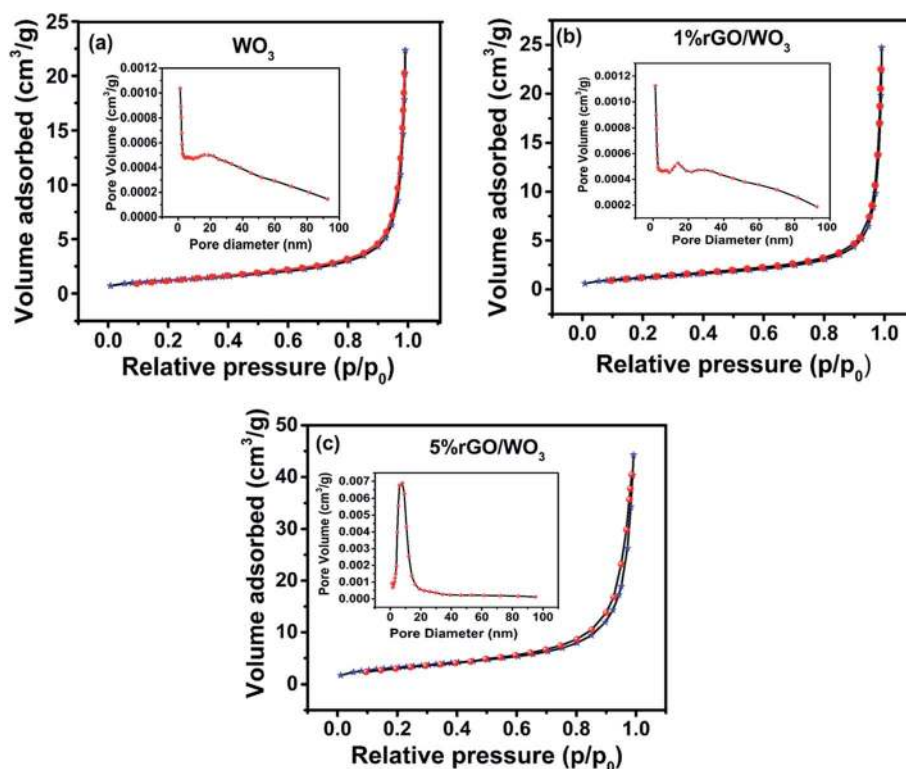 (a)
WO3
Volume adsorbed (cm3/g)
25
20
15
10
5
0
0.0 0.2 0.4 0.6 0.8 1.0
Relative pressure (p/p0)
Pore Volume (cm3/g)
0.0012
0.0010
0.0008
0.0006
0.0004
0.0002
0.0000
0 20 40 60 80 100
Pore diameter (nm)
(b)
1%rGO/WO3
Volume adsorbed (cm3/g)
25
20
15
10
5
0
0.0 0.2 0.4 0.6 0.8 1.0
Relative pressure (p/p0)
Pore Volume (cm3/g)
0.0012
0.0010
0.0008
0.0006
0.0004
0.0002
0 20 40 60 80 100
Pore Diameter (nm)
(c)
5%rGO/WO3
Volume adsorbed (cm3/g)
50
40
30
20
10
0
0.0 0.2 0.4 0.6 0.8 1.0
Relative pressure (p/p0)
Pore Volume (cm3/g)
0.007
0.006
0.005
0.004
0.003
0.002
0.001
0.000
0 20 40 60 80 100
Pore Diameter (nm)